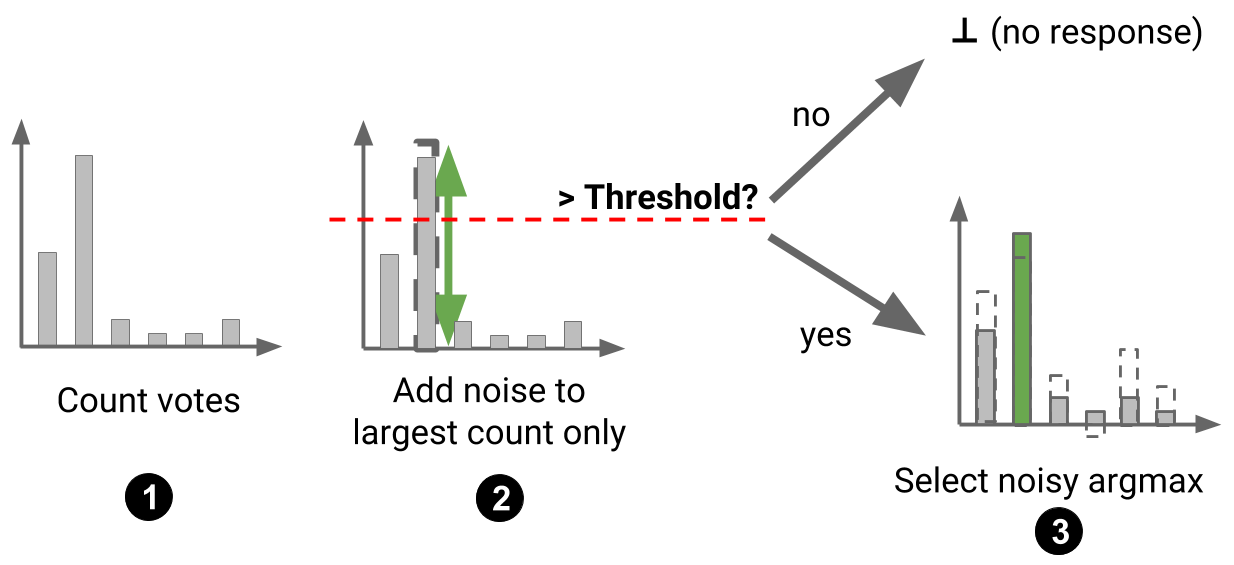 ⊥ (no response)
no
> Threshold?
yes
Count votes
Add noise to
largest count only
Select noisy argmax
1
2
3